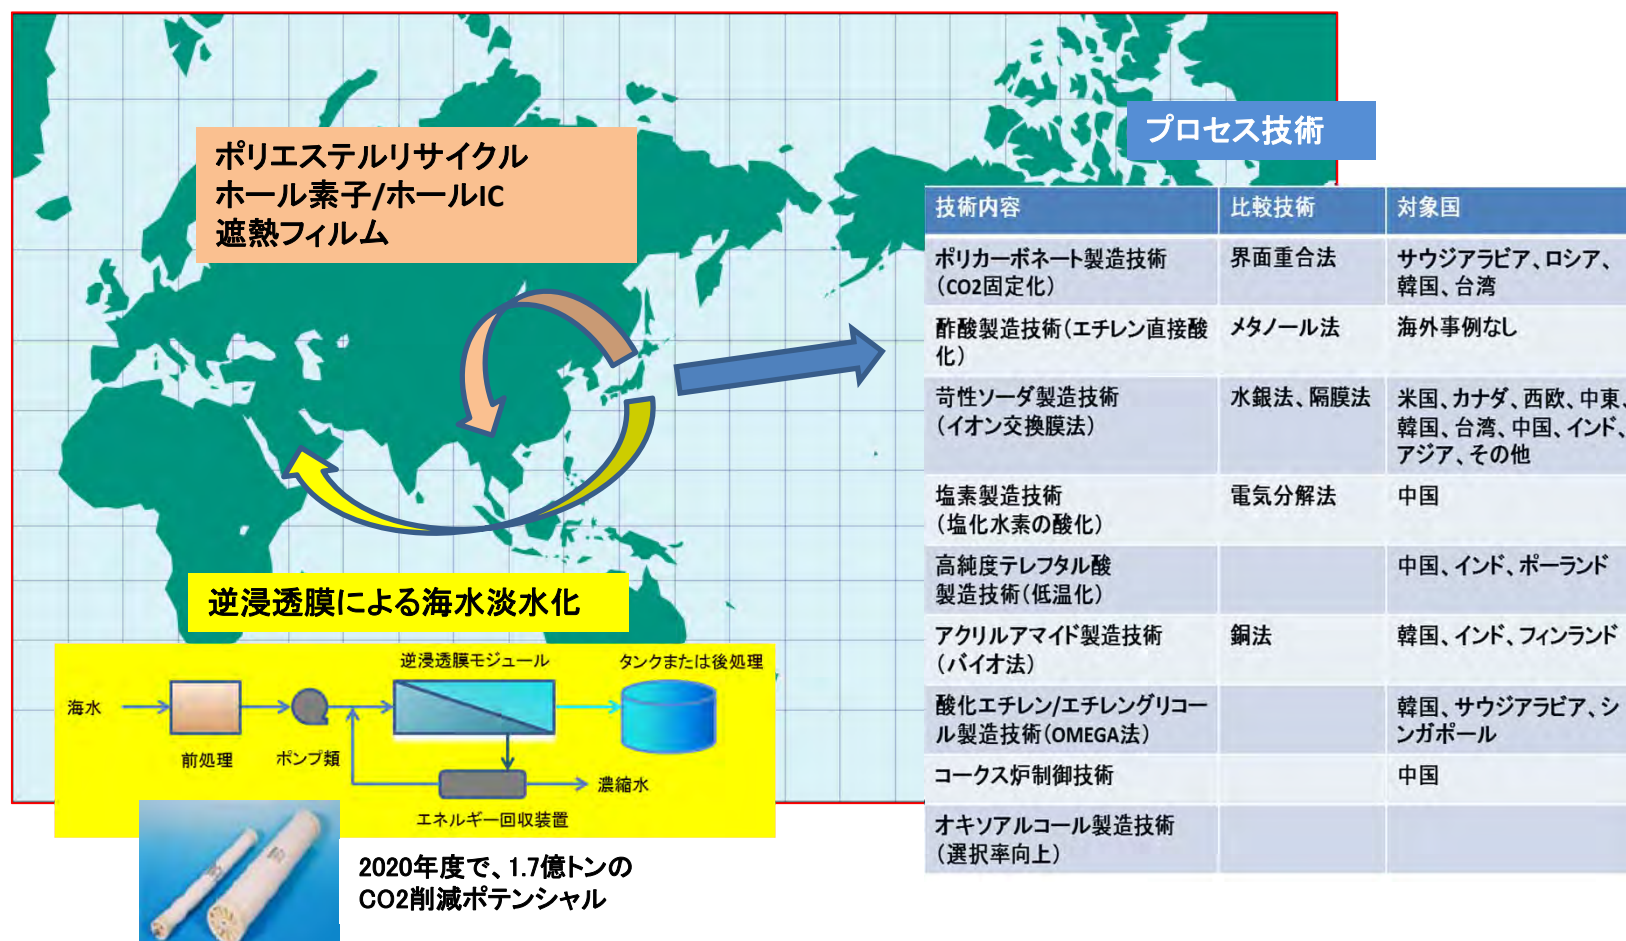 プロセス技術
ポリエステルリサイクル
ホール素子/ホールIC
遮熱フィルム
技術内容 比較技術 対象国
ポリカーボネート製造技術
(CO2固定化)
界面重合法
サウジアラビア、ロシア、
韓国、台湾
酢酸製造技術(エチレン直接酸
化)
メタノール法
海外事例なし
苛性ソーダ製造技術
(イオン交換膜法)
水銀法、隔膜法
米国、カナダ、西欧、中東、
韓国、台湾、中国、インド、
アジア、その他
塩素製造技術
(塩化水素の酸化)
電気分解法
中国
高純度テレフタル酸
製造技術(低温化)
中国、インド、ポーランド
アクリルアマイド製造技術
(バイオ法)
銅法
韓国、インド、フィンランド
酸化エチレン/エチレングリコー
ル製造技術(OMEGA法)
韓国、サウジアラビア、シ
ンガポール
コークス炉制御技術
中国
オキソアルコール製造技術
(選択率向上)
逆浸透膜による海水淡水化
逆浸透膜モジュール
タンクまたは後処理
海水
前処理
ポンプ類
濃縮水
エネルギー回収装置
2020年度で、1.7億トンの
CO2削減ポテンシャル